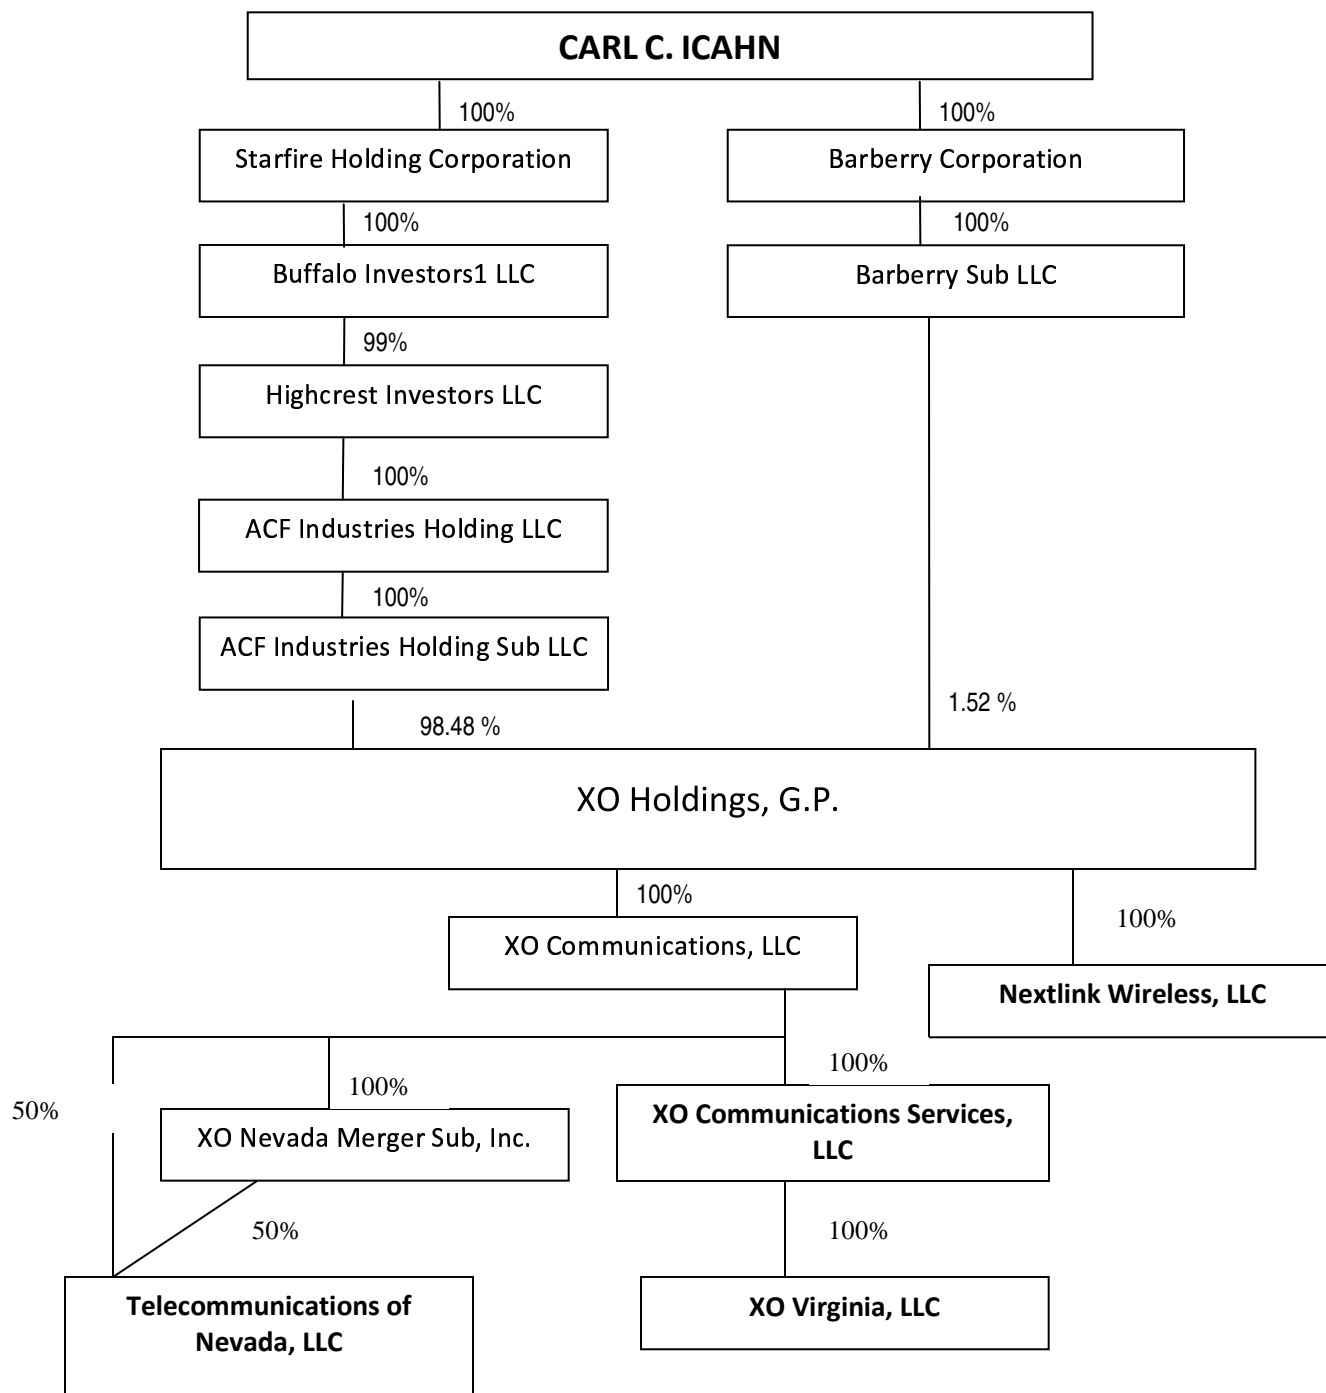 CARL C. ICAHN
100%
100%
Starfire Holding Corporation
Barberry Corporation
100%
100%
Buffalo Investors1 LLC
Barberry Sub LLC
99%
Highcrest Investors LLC
100%
ACF Industries Holding LLC
100%
ACF Industries Holding Sub LLC
98.48 %
1.52 %
XO Holdings, G.P.
100%
100%
XO Communications, LLC
Nextlink Wireless, LLC
50%
100%
100%
XO Nevada Merger Sub, Inc.
XO Communications Services,
LLC
50%
100%
Telecommunications of
Nevada, LLC
XO Virginia, LLC